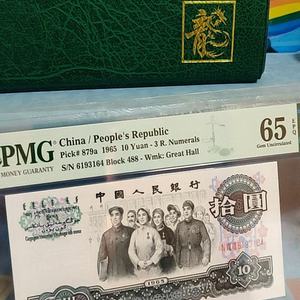 龍
PMG
MONEY GUARANTY
China / People's Republic
Pick# 879a 1965 10 Yuan - 3 R. Numerals
S/N 6193164 Block 488 - Wmk: Great Hall
65 EPQ
Gem Uncirculated
中國人民銀行
拾圓
1965
10